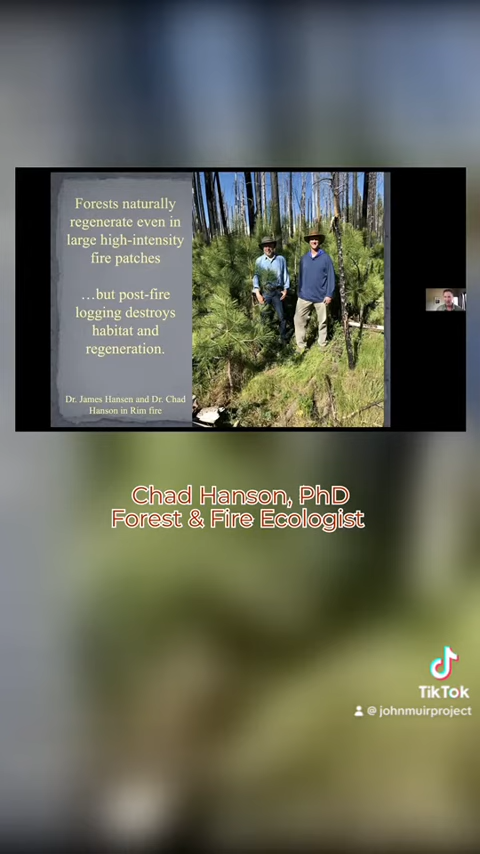 Forests naturally
regenerate even in
large high-intensity
fire patches
...but post-fire
logging destroys
habitat and
regeneration.
Dr. James Hansen and Dr. Chad
Hanson in Rim fire
Chad Hanson, PhD
Forest & Fire Ecologist
TikTok
@johnmuirproject